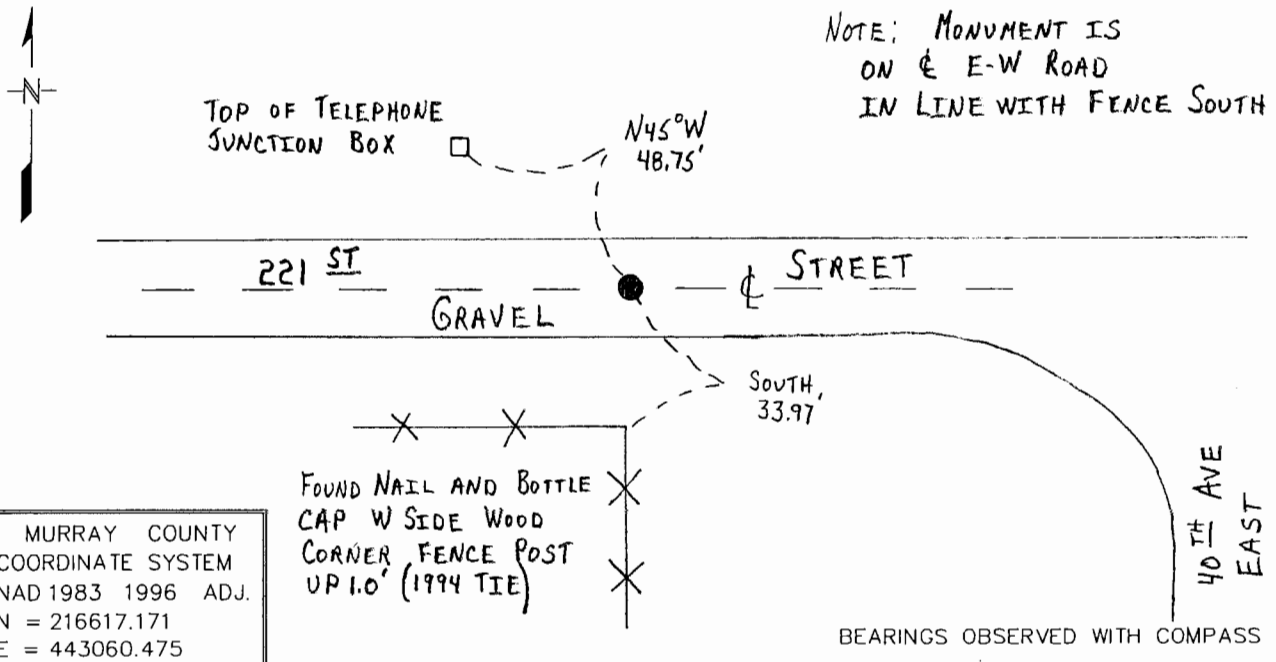 NOTE: MONUMENT IS
ON ℄ E-W ROAD
IN LINE WITH FENCE SOUTH
N
TOP OF TELEPHONE
JUNCTION BOX
N45°W
48.75'
221 ST
℄ STREET
GRAVEL
SOUTH,
33.97'
FOUND NAIL AND BOTTLE
CAP W SIDE WOOD
CORNER FENCE POST
UP 1.0' (1994 TIE)
40TH AVE
EAST
MURRAY COUNTY
COORDINATE SYSTEM
NAD 1983 1996 ADJ.
N = 216617.171
E = 443060.475
BEARINGS OBSERVED WITH COMPASS